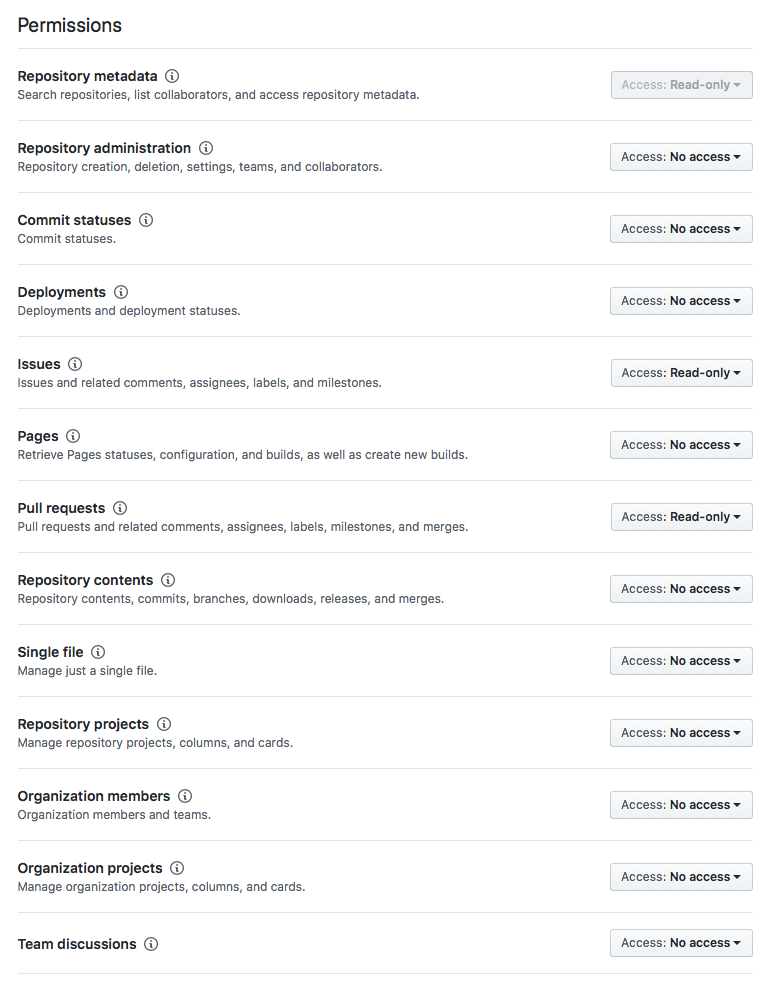 Permissions
Repository metadata
Search repositories, list collaborators, and access repository metadata.
Access: Read-only
Repository administration
Repository creation, deletion, settings, teams, and collaborators.
Access: No access
Commit statuses
Commit statuses.
Access: No access
Deployments
Deployments and deployment statuses.
Access: No access
Issues
Issues and related comments, assignees, labels, and milestones.
Access: Read-only
Pages
Retrieve Pages statuses, configuration, and builds, as well as create new builds.
Access: No access
Pull requests
Pull requests and related comments, assignees, labels, milestones, and merges.
Access: Read-only
Repository contents
Repository contents, commits, branches, downloads, releases, and merges.
Access: No access
Single file
Manage just a single file.
Access: No access
Repository projects
Manage repository projects, columns, and cards.
Access: No access
Organization members
Organization members and teams.
Access: No access
Organization projects
Manage organization projects, columns, and cards.
Access: No access
Team discussions
Access: No access